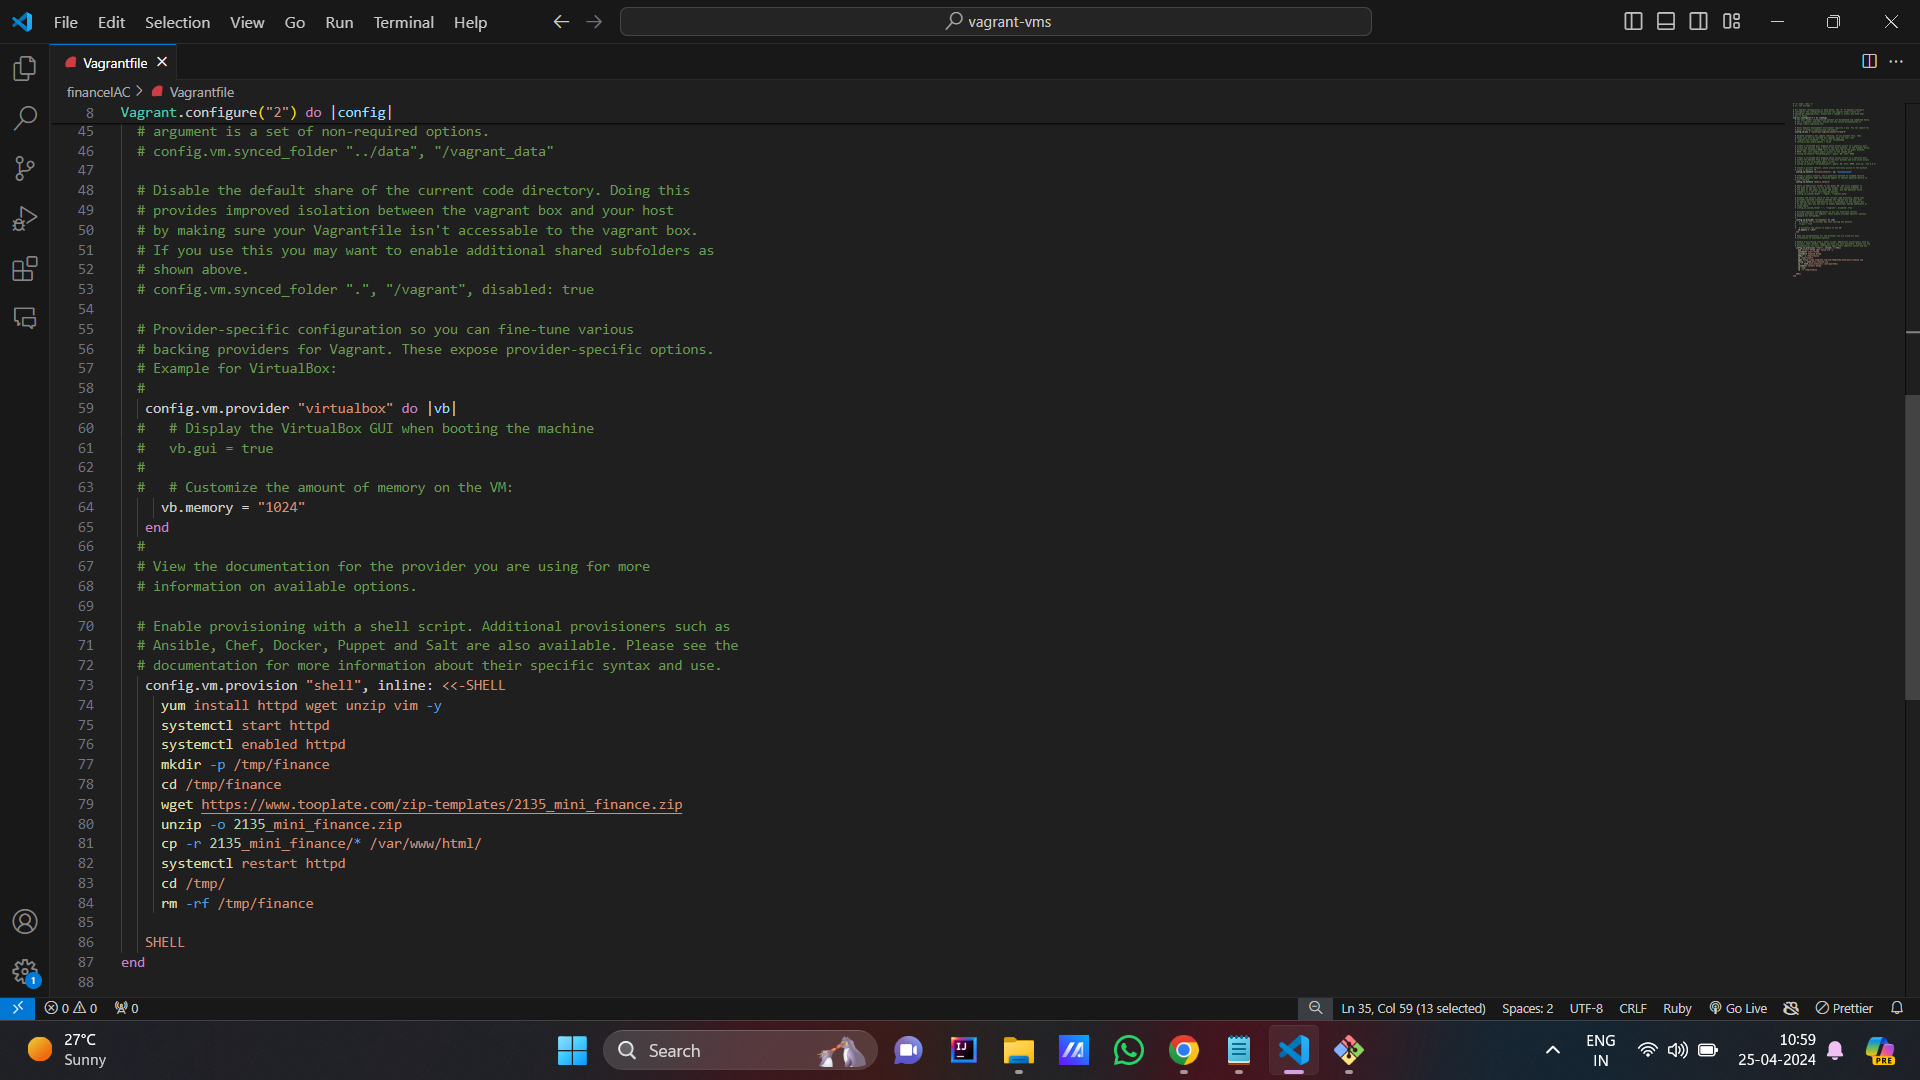 File Edit Selection View Go Run Terminal Help
vagrant-vms
Vagrantfile
financeIAC > Vagrantfile
8 Vagrant.configure("2") do |config|
45 # argument is a set of non-required options.
46 # config.vm.synced_folder "../data", "/vagrant_data"
47
48 # Disable the default share of the current code directory. Doing this
49 # provides improved isolation between the vagrant box and your host
50 # by making sure your Vagrantfile isn't accessable to the vagrant box.
51 # If you use this you may want to enable additional shared subfolders as
52 # shown above.
53 # config.vm.synced_folder ".", "/vagrant", disabled: true
54
55 # Provider-specific configuration so you can fine-tune various
56 # backing providers for Vagrant. These expose provider-specific options.
57 # Example for VirtualBox:
58 #
59 config.vm.provider "virtualbox" do |vb|
60 #   # Display the VirtualBox GUI when booting the machine
61 #   vb.gui = true
62 #
63 #   # Customize the amount of memory on the VM:
64 vb.memory = "1024"
65 end
66 #
67 # View the documentation for the provider you are using for more
68 # information on available options.
69
70 # Enable provisioning with a shell script. Additional provisioners such as
71 # Ansible, Chef, Docker, Puppet and Salt are also available. Please see the
72 # documentation for more information about their specific syntax and use.
73 config.vm.provision "shell", inline: <<-SHELL
74 yum install httpd wget unzip vim -y
75 systemctl start httpd
76 systemctl enabled httpd
77 mkdir -p /tmp/finance
78 cd /tmp/finance
79 wget https://www.tooplate.com/zip-templates/2135_mini_finance.zip
80 unzip -o 2135_mini_finance.zip
81 cp -r 2135_mini_finance/* /var/www/html/
82 systemctl restart httpd
83 cd /tmp/
84 rm -rf /tmp/finance
85
86 SHELL
87 end
88
1
0 0 0
Ln 35, Col 59 (13 selected) Spaces: 2 UTF-8 CRLF Ruby Go Live Prettier
27°C
Sunny
Search
ENG
IN
10:59
25-04-2024
PRE